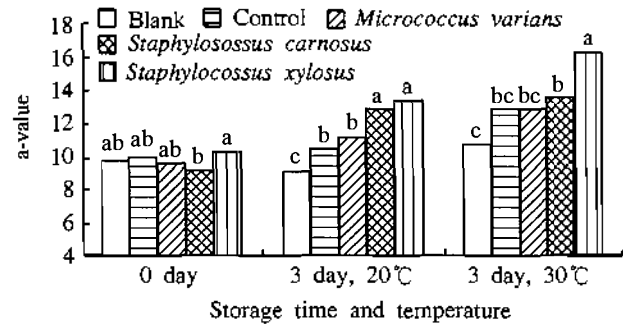 Blank Control Micrococcus varians
Staphylosossus carnosus
Staphylocossus xylosus
18
16
14
12
10
8
6
4
a-value
ab ab ab b a
c b b a a
c bc bc b a
0 day 3 day, 20℃ 3 day, 30℃
Storage time and temperature